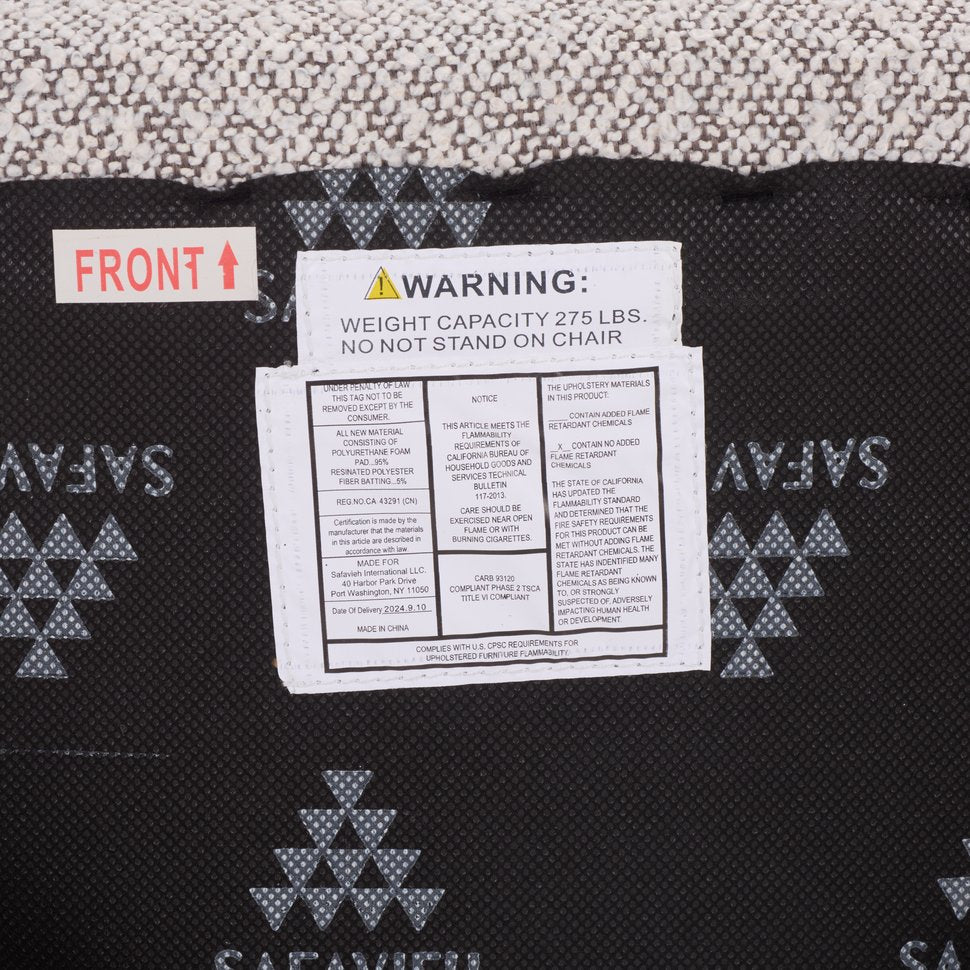 FRONT
WARNING:
WEIGHT CAPACITY 275 LBS.
NO NOT STAND ON CHAIR
UNDER PENALTY OF LAW
THIS TAG NOT TO BE
REMOVED EXCEPT BY THE
CONSUMER.
ALL NEW MATERIAL
CONSISTING OF
POLYURETHANE FOAM
PAD...95%
RESINATED POLYESTER
FIBER BATTING...5%
REG.NO.CA 43291 (CN)
Certification is made by the
manufacturer that the materials
in this article are described in
accordance with law.
MADE FOR
Safavieh International LLC.
40 Harbor Park Drive
Port Washington, NY 11050
Date Of Delivery 2024.9.10
MADE IN CHINA
NOTICE
THIS ARTICLE MEETS THE
FLAMMABILITY
REQUIREMENTS OF
CALIFORNIA BUREAU OF
HOUSEHOLD GOODS AND
SERVICES TECHNICAL
BULLETIN
117-2013.
CARE SHOULD BE
EXERCISED NEAR OPEN
FLAME OR WITH
BURNING CIGARETTES.
CARB 93120
COMPLIANT PHASE 2 TSCA
TITLE VI COMPLIANT
THE UPHOLSTERY MATERIALS
IN THIS PRODUCT:
____CONTAIN ADDED FLAME
RETARDANT CHEMICALS
_X_ CONTAIN NO ADDED
FLAME RETARDANT
CHEMICALS
THE STATE OF CALIFORNIA
HAS UPDATED THE
FLAMMABILITY STANDARD
AND DETERMINED THAT THE
FIRE SAFETY REQUIREMENTS
FOR THIS PRODUCT CAN BE
MET WITHOUT ADDING FLAME
RETARDANT CHEMICALS. THE
STATE HAS INDENTIFIED MANY
FLAME RETARDANT
CHEMICALS AS BEING KNOWN
TO, OR STRONGLY
SUSPECTED OF, ADVERSELY
IMPACTING HUMAN HEALTH
OR DEVELOPMENT.
COMPLIES WITH U.S. CPSC REQUIREMENTS FOR
UPHOLSTERED FURNITURE FLAMMABILITY
SAFAV
SAFAV
SAFAVIEH
SA